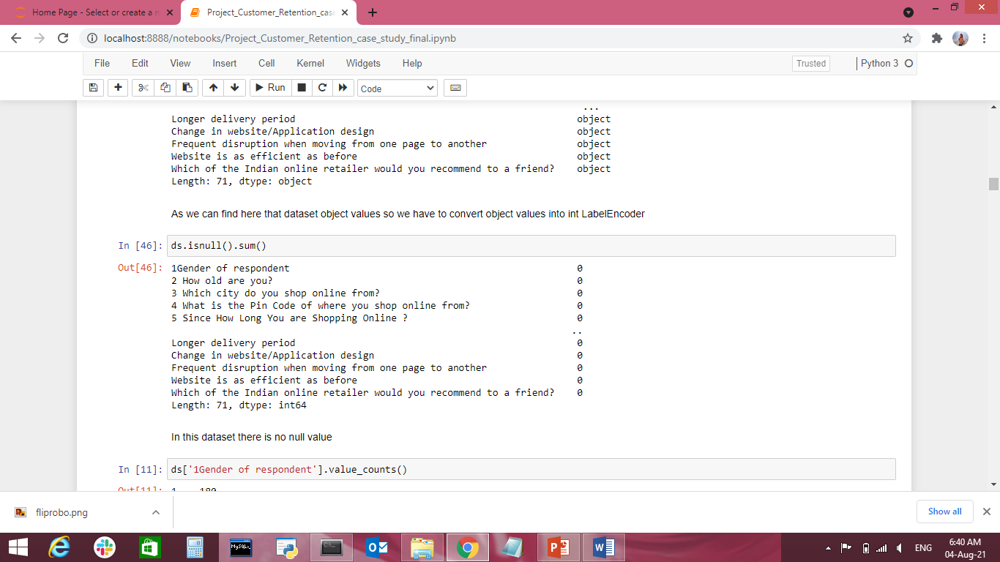 Home Page - Select or create a n
Project_Customer_Retention_case
localhost:8888/notebooks/Project_Customer_Retention_case_study_final.ipynb
File Edit View Insert Cell Kernel Widgets Help Trusted Python 3
Run Code
...
Longer delivery period object
Change in website/Application design object
Frequent disruption when moving from one page to another object
Website is as efficient as before object
Which of the Indian online retailer would you recommend to a friend? object
Length: 71, dtype: object
As we can find here that dataset object values so we have to convert object values into int LabelEncoder
In [46]: ds.isnull().sum()
Out[46]: 1Gender of respondent 0
2 How old are you? 0
3 Which city do you shop online from? 0
4 What is the Pin Code of where you shop online from? 0
5 Since How Long You are Shopping Online ? 0
..
Longer delivery period 0
Change in website/Application design 0
Frequent disruption when moving from one page to another 0
Website is as efficient as before 0
Which of the Indian online retailer would you recommend to a friend? 0
Length: 71, dtype: int64
In this dataset there is no null value
In [11]: ds['1Gender of respondent'].value_counts()
Out[11]: 1 180
fliprobo.png Show all
MySQL
ENG
6:40 AM
04-Aug-21